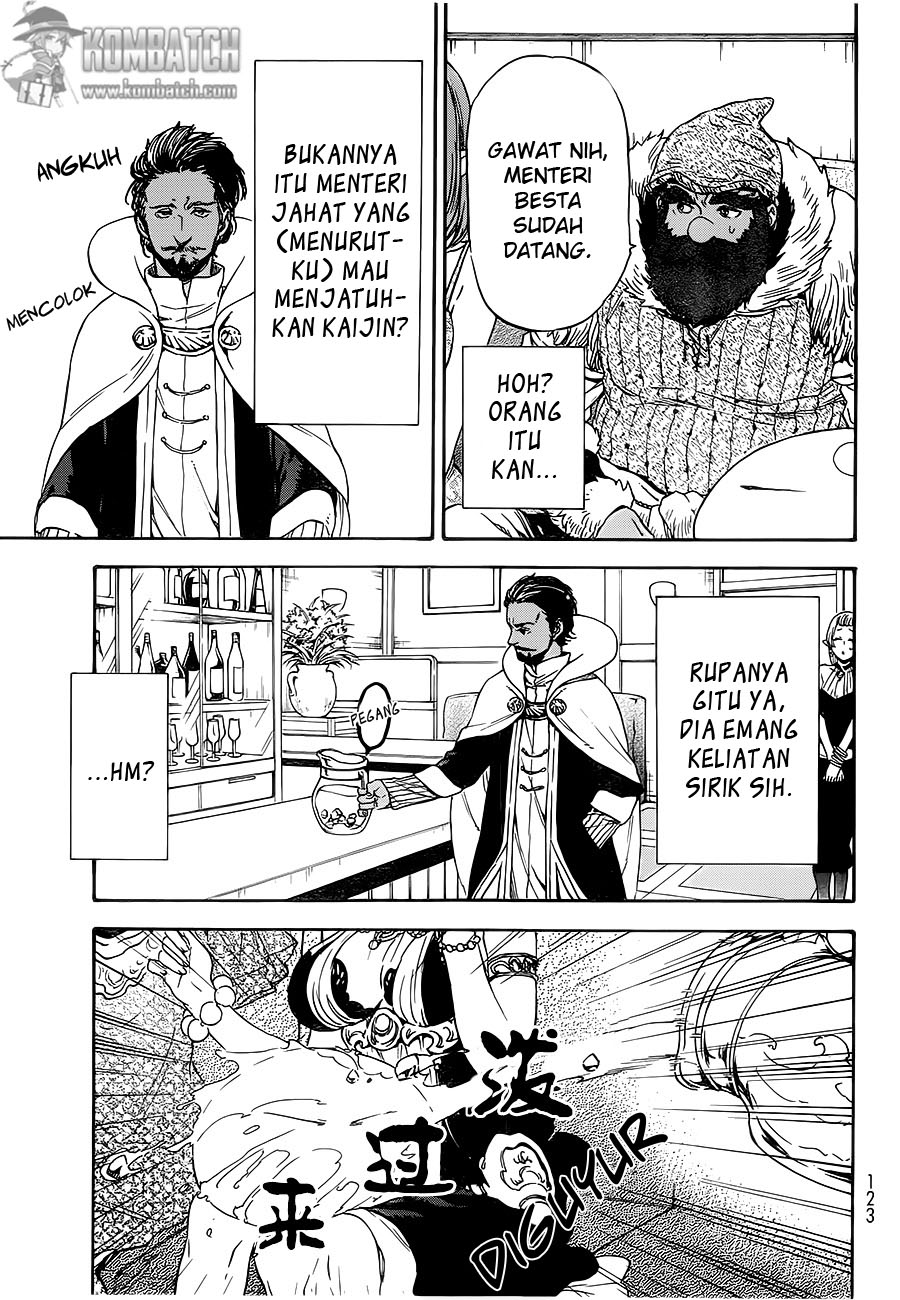 KOMBATCH
www.kombatch.com
GAWAT NIH,
MENTERI
BESTA
SUDAH
DATANG.
HOH?
ORANG
ITU
KAN...
BUKANNYA
ITU MENTERI
JAHAT YANG
(MENURUT-
KU) MAU
MENJATUH-
KAN KAIJIN?
ANGKUH
MENCOLOK
RUPANYA
GITU YA,
DIA EMANG
KELIATAN
SIRIK SIH.
PEGANG
...HM?
泼
过
来
DIGUYUR
123